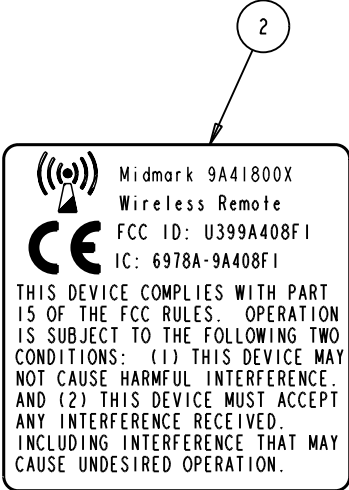 2
Midmark 9A41800X
Wireless Remote
CE
FCC ID: U399A408F1
IC: 6978A-9A408F1
THIS DEVICE COMPLIES WITH PART
15 OF THE FCC RULES. OPERATION
IS SUBJECT TO THE FOLLOWING TWO
CONDITIONS: (1) THIS DEVICE MAY
NOT CAUSE HARMFUL INTERFERENCE.
AND (2) THIS DEVICE MUST ACCEPT
ANY INTERFERENCE RECEIVED.
INCLUDING INTERFERENCE THAT MAY
CAUSE UNDESIRED OPERATION.